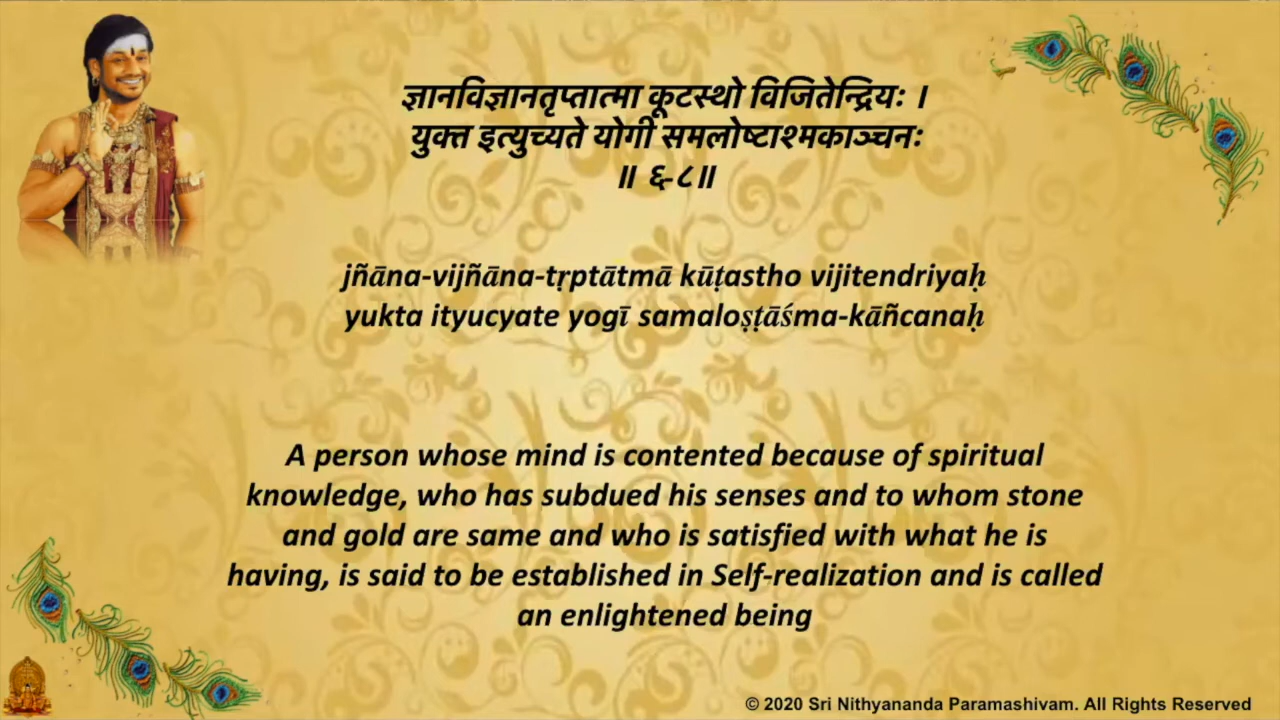 ज्ञानविज्ञानतृप्तात्मा कूटस्थो विजितेन्द्रियः ।
युक्त इत्युच्यते योगी समलोष्टाश्मकाञ्चनः
॥ ६-८॥
jñāna-vijñāna-tṛptātmā kūṭastho vijitendriyaḥ
yukta ityucyate yogī samaloṣṭāśma-kāñcanaḥ
A person whose mind is contented because of spiritual
knowledge, who has subdued his senses and to whom stone
and gold are same and who is satisfied with what he is
having, is said to be established in Self-realization and is called
an enlightened being
© 2020 Sri Nithyananda Paramashivam. All Rights Reserved